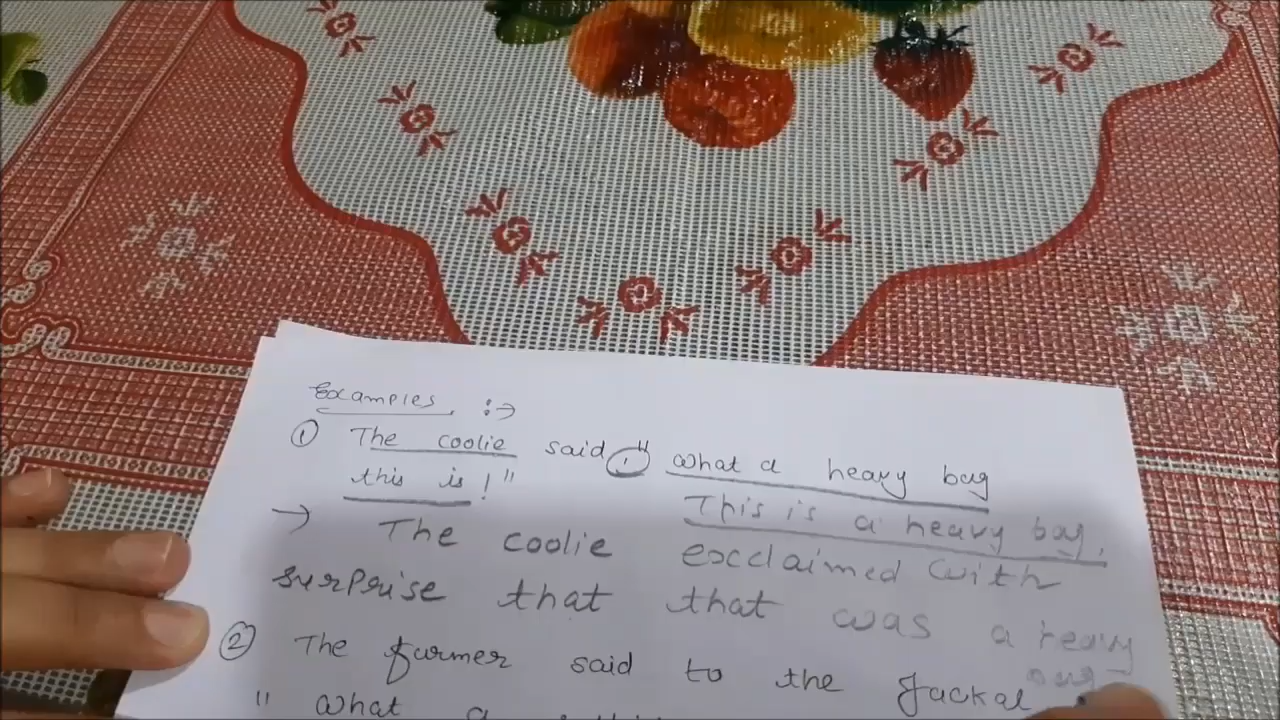 Examples :→
① The coolie said, "what a heavy bag
this is!"
This is a heavy bag.
→ The coolie exclaimed with
surprise that that was a heavy
bag
② The farmer said to the Jackal
"what a